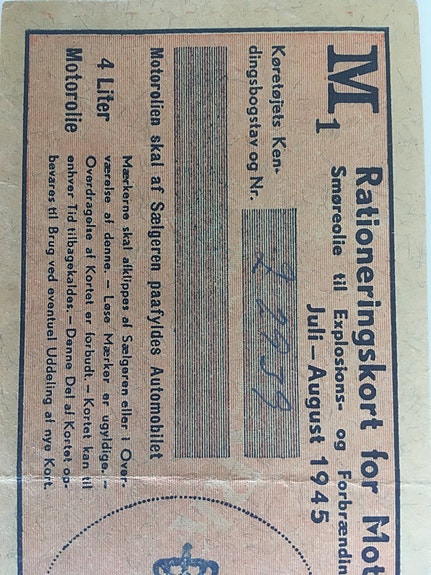 M1
Rationeringskort for Mot
Smøreolie til Explosions- og Forbrændin
Juli–August 1945
Køretøjets Ken-
dingsbogstav og Nr.
Z 2959
Motorolien skal af Sælgeren paafyldes Automobilet
4 Liter
Motorolie
Mærkerne skal afklippes af Sælgeren eller i Over-
værelse af denne. — Løse Mærker er ugyldige. —
Overdragelse af Kortet er forbudt. — Kortet kan til
enhver Tid tilbagekaldes. — Denne Del af Kortet op-
bevares til Brug ved eventuel Uddeling af nye Kort.